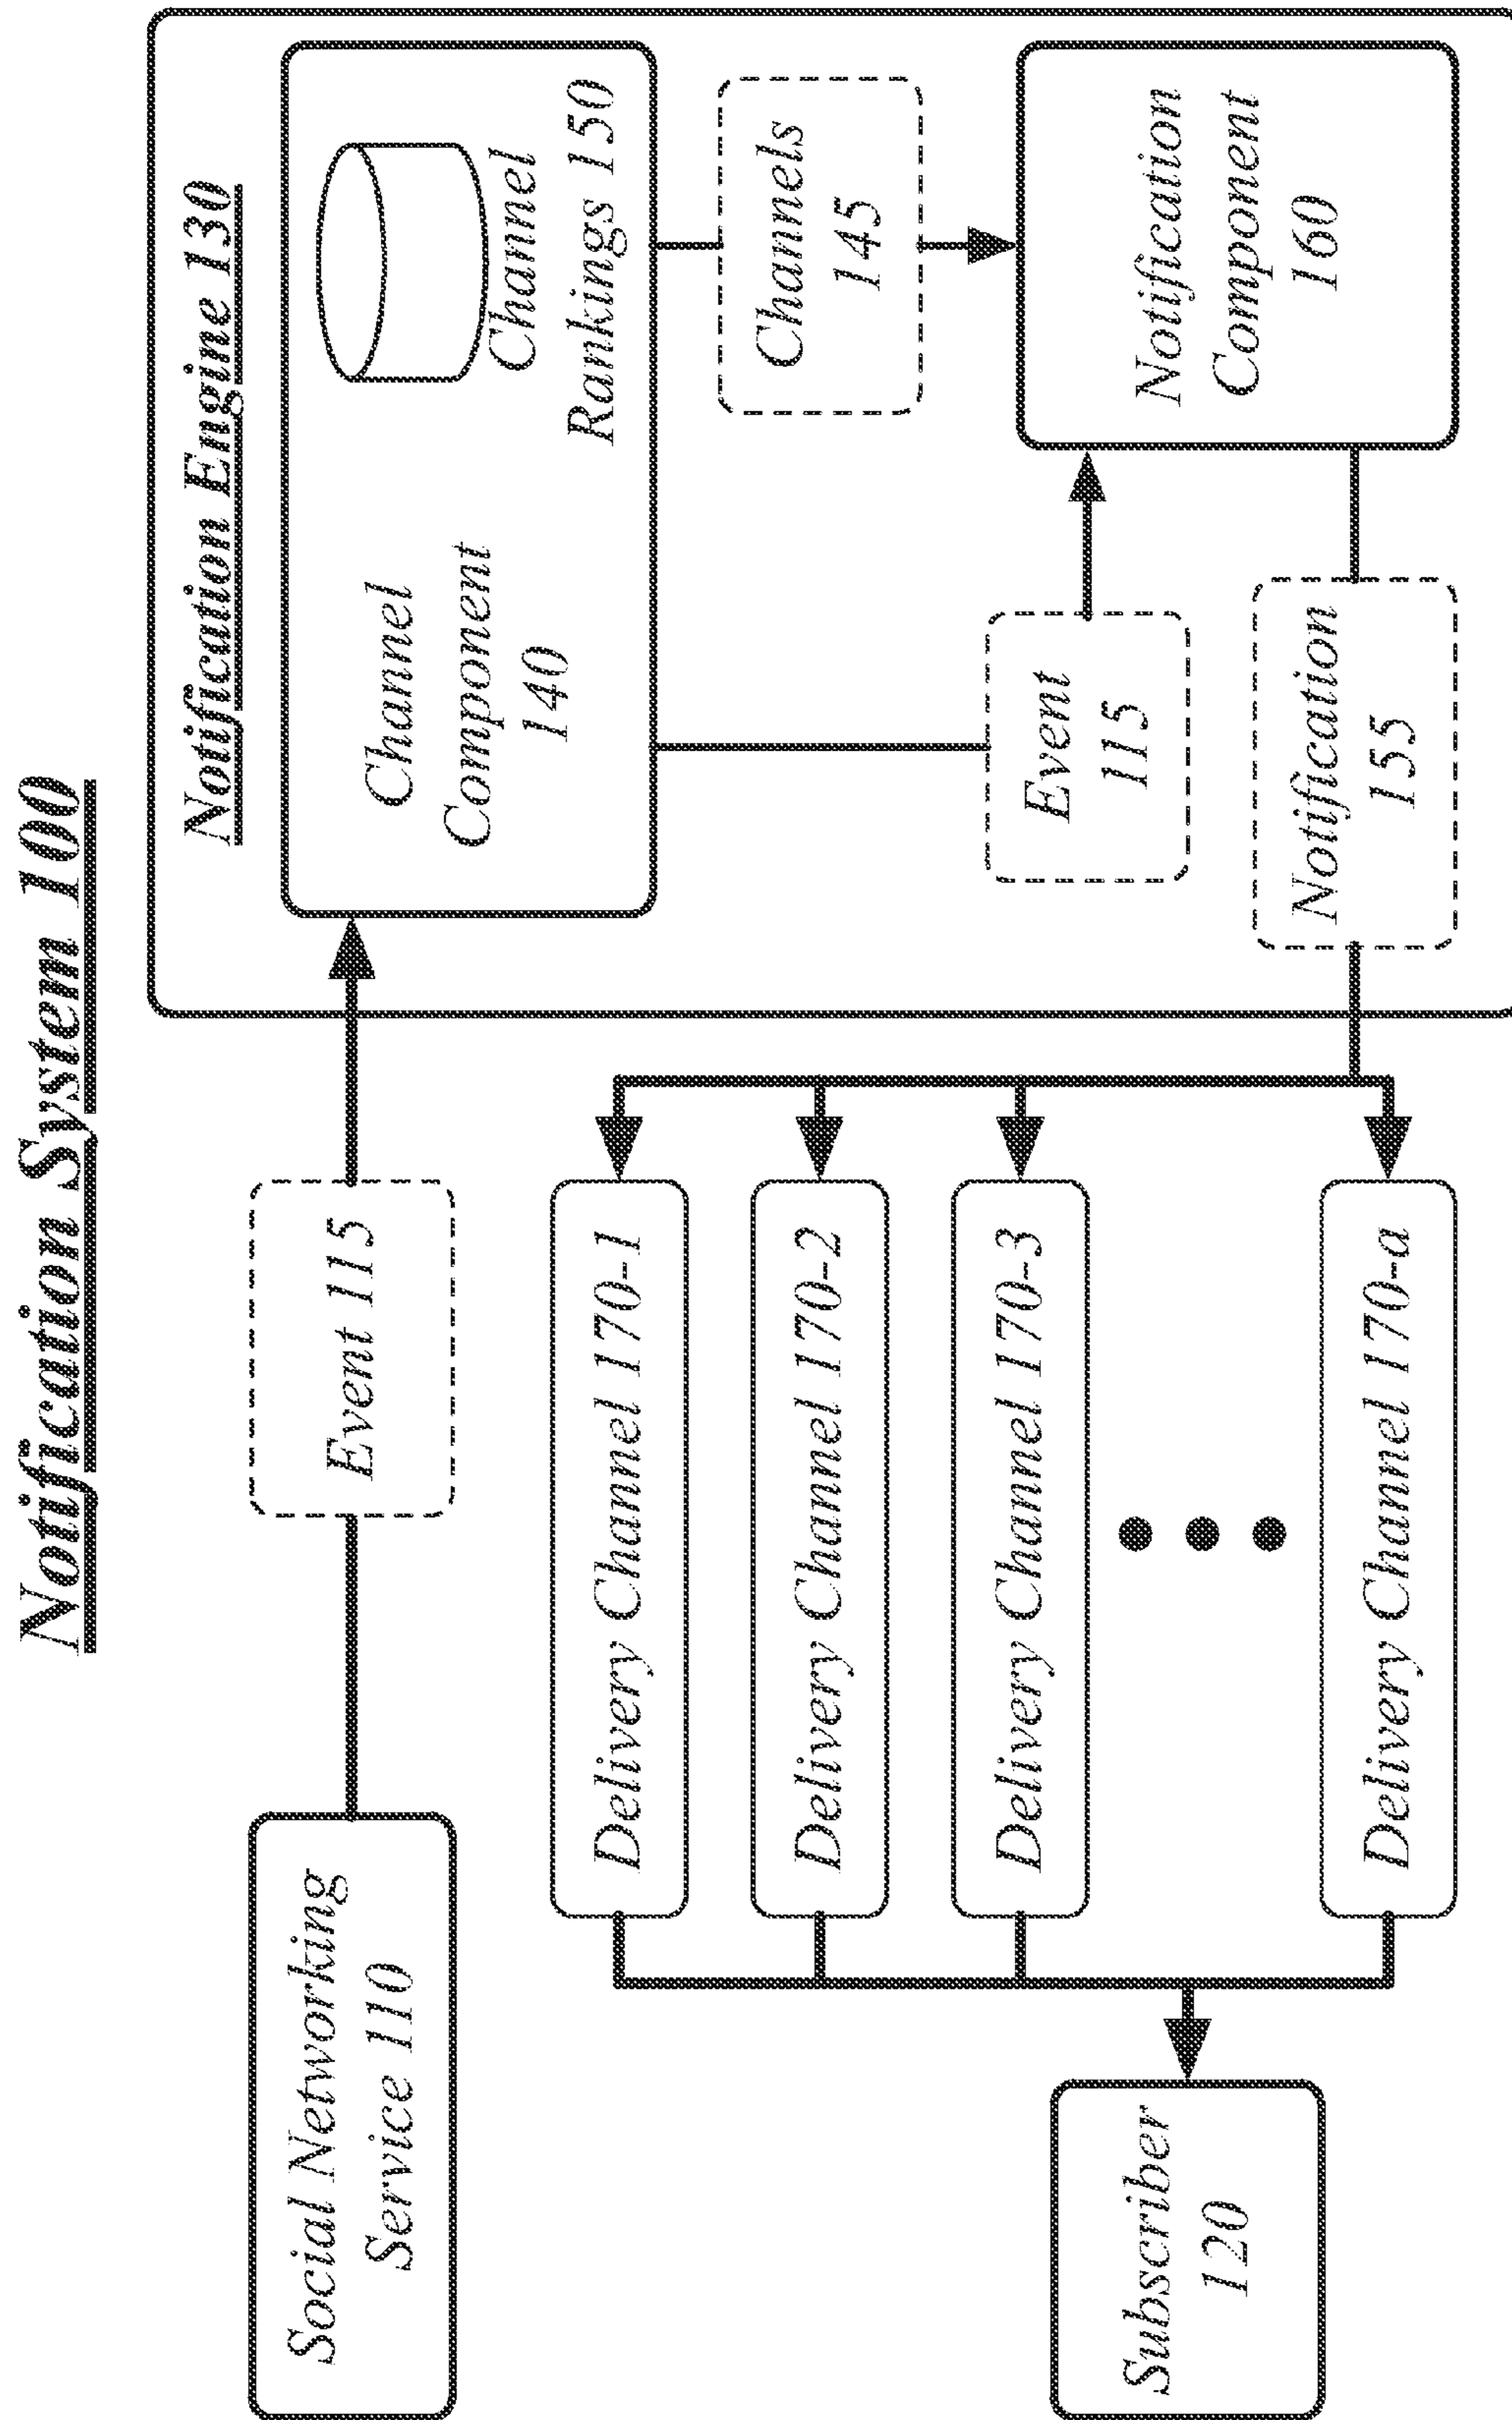 Notification System 100
Social Networking
Service 110
Event 115
Notification Engine 130
Channel
Component
140
Channel
Rankings 150
Channels
145
Event
115
Notification
Component
160
Notification
155
Delivery Channel 170-1
Delivery Channel 170-2
Delivery Channel 170-3
Delivery Channel 170-a
Subscriber
120